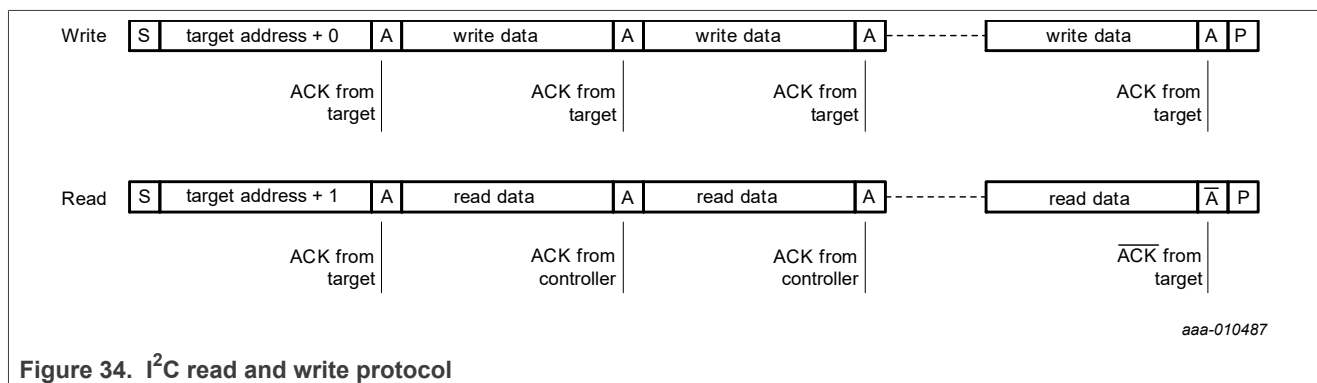 Write S target address + 0 A write data A write data A write data A P
ACK from target ACK from target ACK from target ACK from target
Read S target address + 1 A read data A read data A read data A̅ P
ACK from target ACK from controller ACK from controller A̅C̅K̅ from target
aaa-010487
Figure 34. I²C read and write protocol